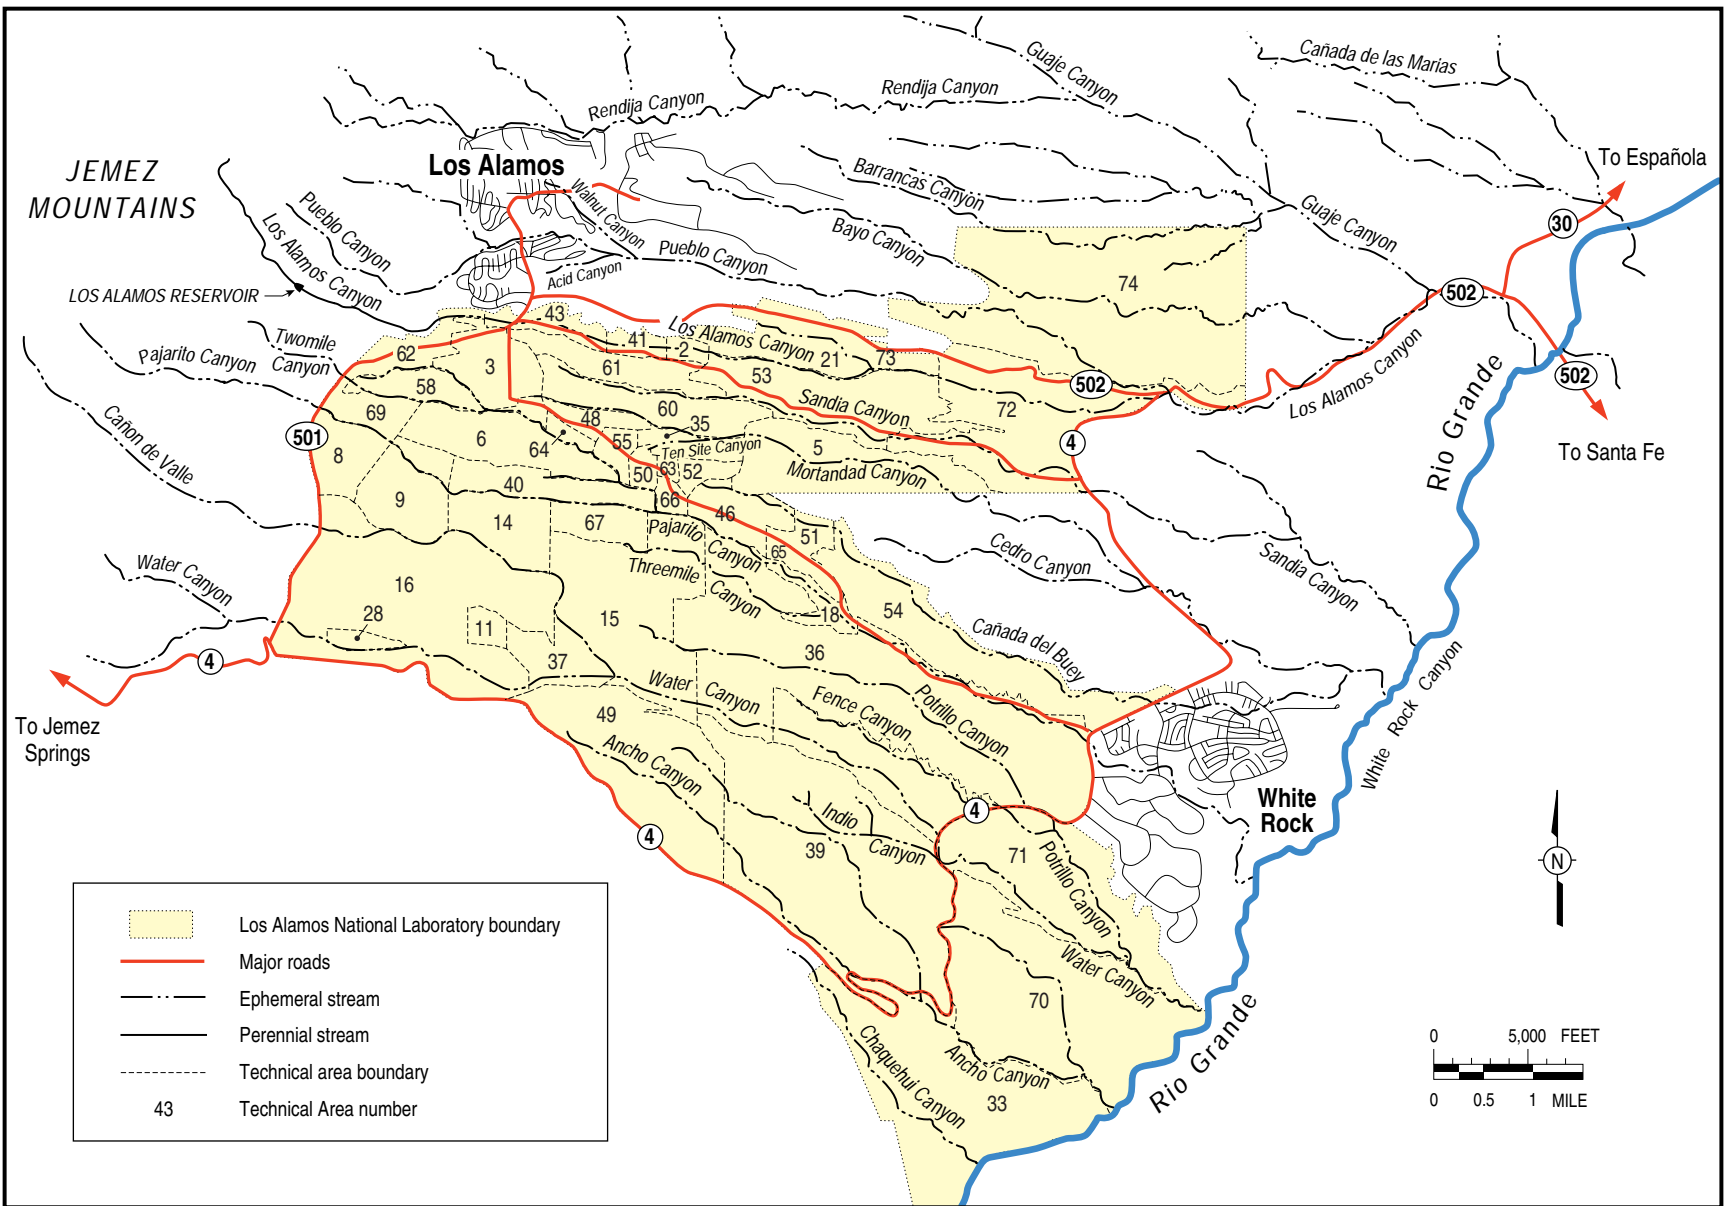 Cañada de las Marias
Guaje Canyon
Rendija Canyon
Rendija Canyon
JEMEZ
MOUNTAINS
Los Alamos
To Española
Barrancas Canyon
Walnut Canyon
Pueblo Canyon
Los Alamos Canyon
Guaje Canyon
30
Bayo Canyon
Pueblo Canyon
Acid Canyon
LOS ALAMOS RESERVOIR
74
502
43
Los Alamos Canyon
Twomile
Canyon
Pajarito Canyon
62
41
2
21
73
3
61
53
502
502
Los Alamos Canyon
58
69
60
Sandia Canyon
72
Rio Grande
Cañon de Valle
501
8
6
48
64
55
35
Ten Site Canyon
5
4
To Santa Fe
Mortandad Canyon
50
63
52
40
9
66
14
67
46
Pajarito Canyon
51
65
Cedro Canyon
Sandia Canyon
Water Canyon
16
Threemile
Canyon
28
11
15
18
54
Cañada del Buey
4
37
36
Water Canyon
Fence Canyon
Potrillo Canyon
White Rock Canyon
To Jemez
Springs
49
Ancho Canyon
White
Rock
4
4
Indio
Canyon
39
71
Potrillo Canyon
N
Water Canyon
70
Rio Grande
Chaquehui Canyon
Ancho Canyon
33
Los Alamos National Laboratory boundary
Major roads
Ephemeral stream
Perennial stream
Technical area boundary
43 Technical Area number
0 5,000 FEET
0 0.5 1 MILE